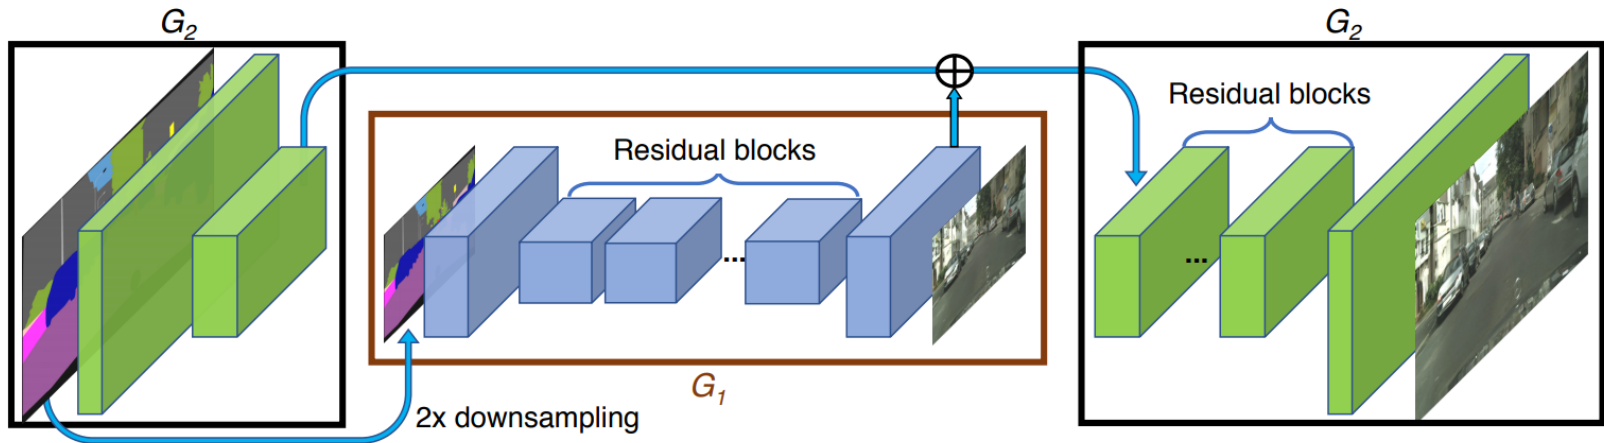 G2
G2
Residual blocks
Residual blocks
...
...
G1
2x downsampling